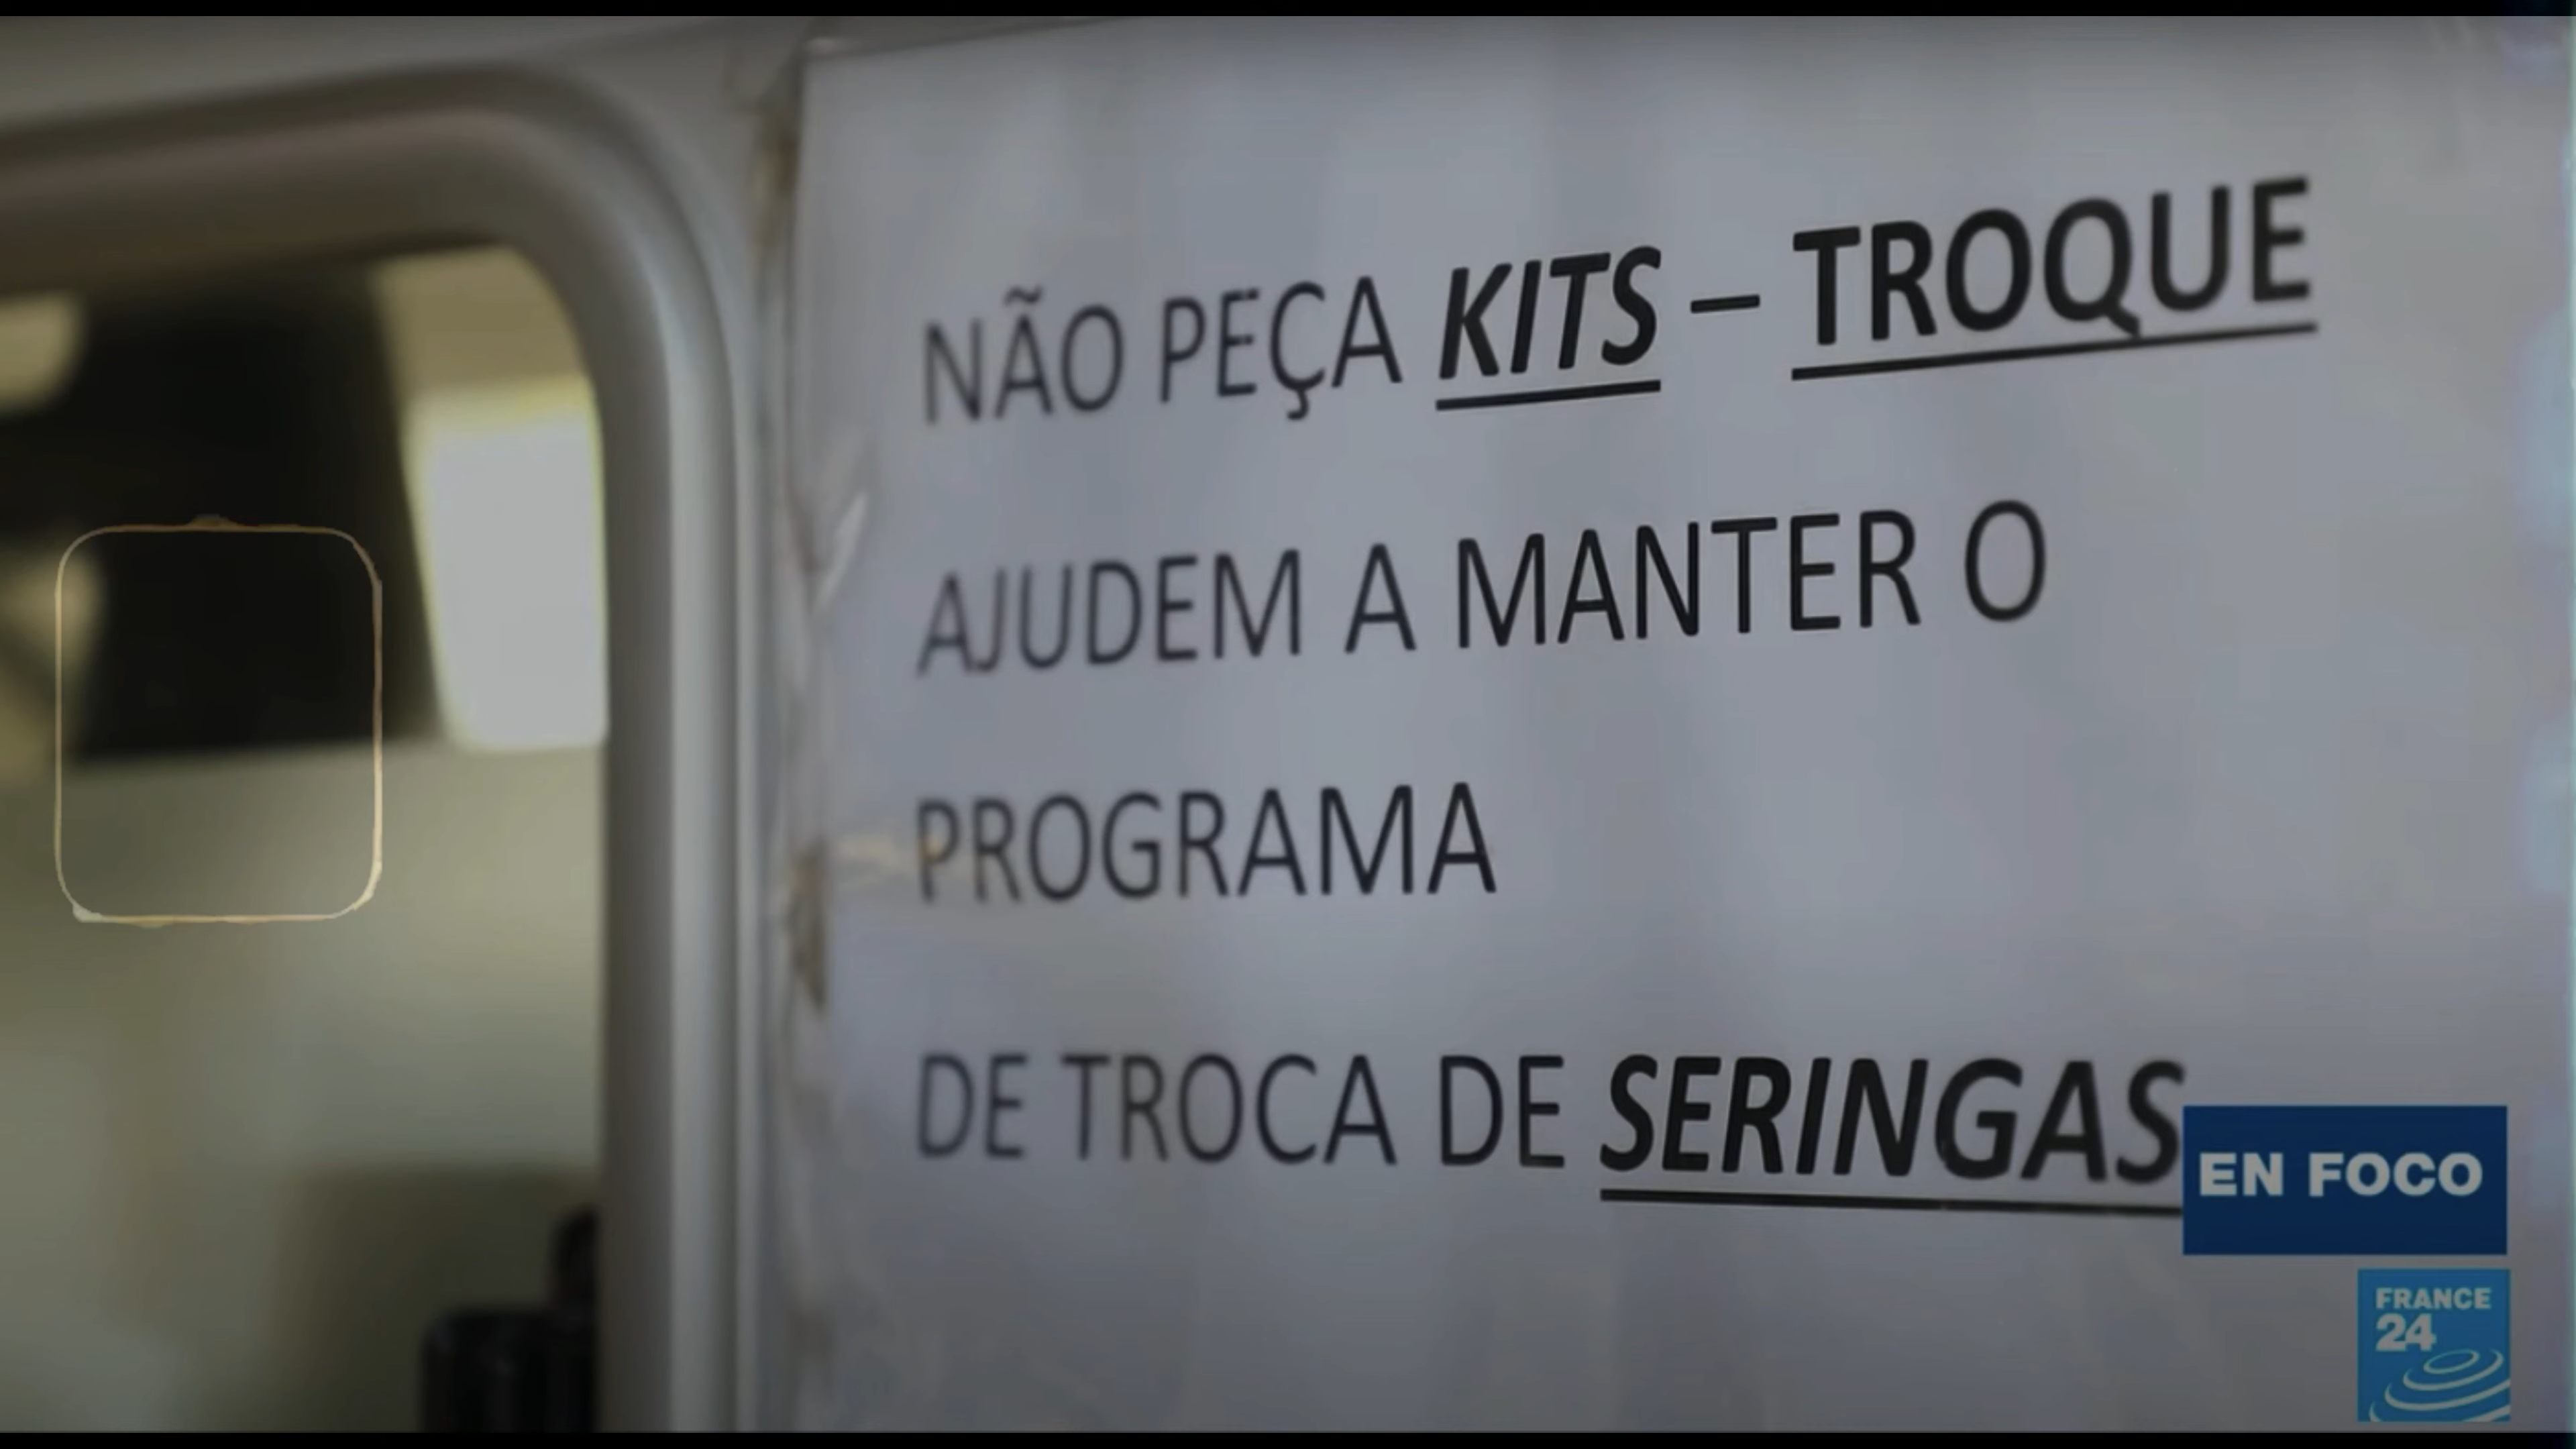 NÃO PEÇA KITS – TROQUE
AJUDEM A MANTER O
PROGRAMA
DE TROCA DE SERINGAS
EN FOCO
FRANCE
24